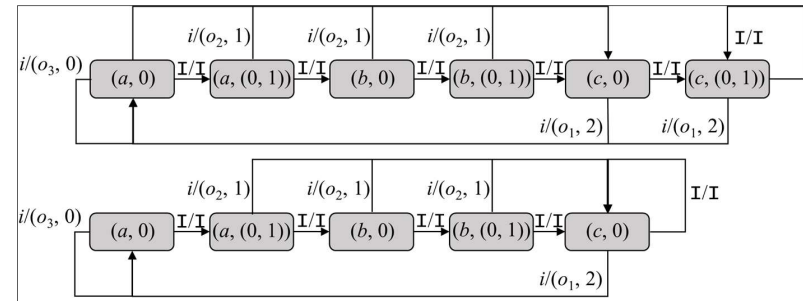 i/(o2, 1) i/(o2, 1) i/(o2, 1) I/I
i/(o3, 0) (a, 0) I/I (a, (0, 1)) I/I (b, 0) I/I (b, (0, 1)) I/I (c, 0) I/I (c, (0, 1))
i/(o1, 2) i/(o1, 2)
i/(o2, 1) i/(o2, 1) i/(o2, 1) I/I
i/(o3, 0) (a, 0) I/I (a, (0, 1)) I/I (b, 0) I/I (b, (0, 1)) I/I (c, 0)
i/(o1, 2)